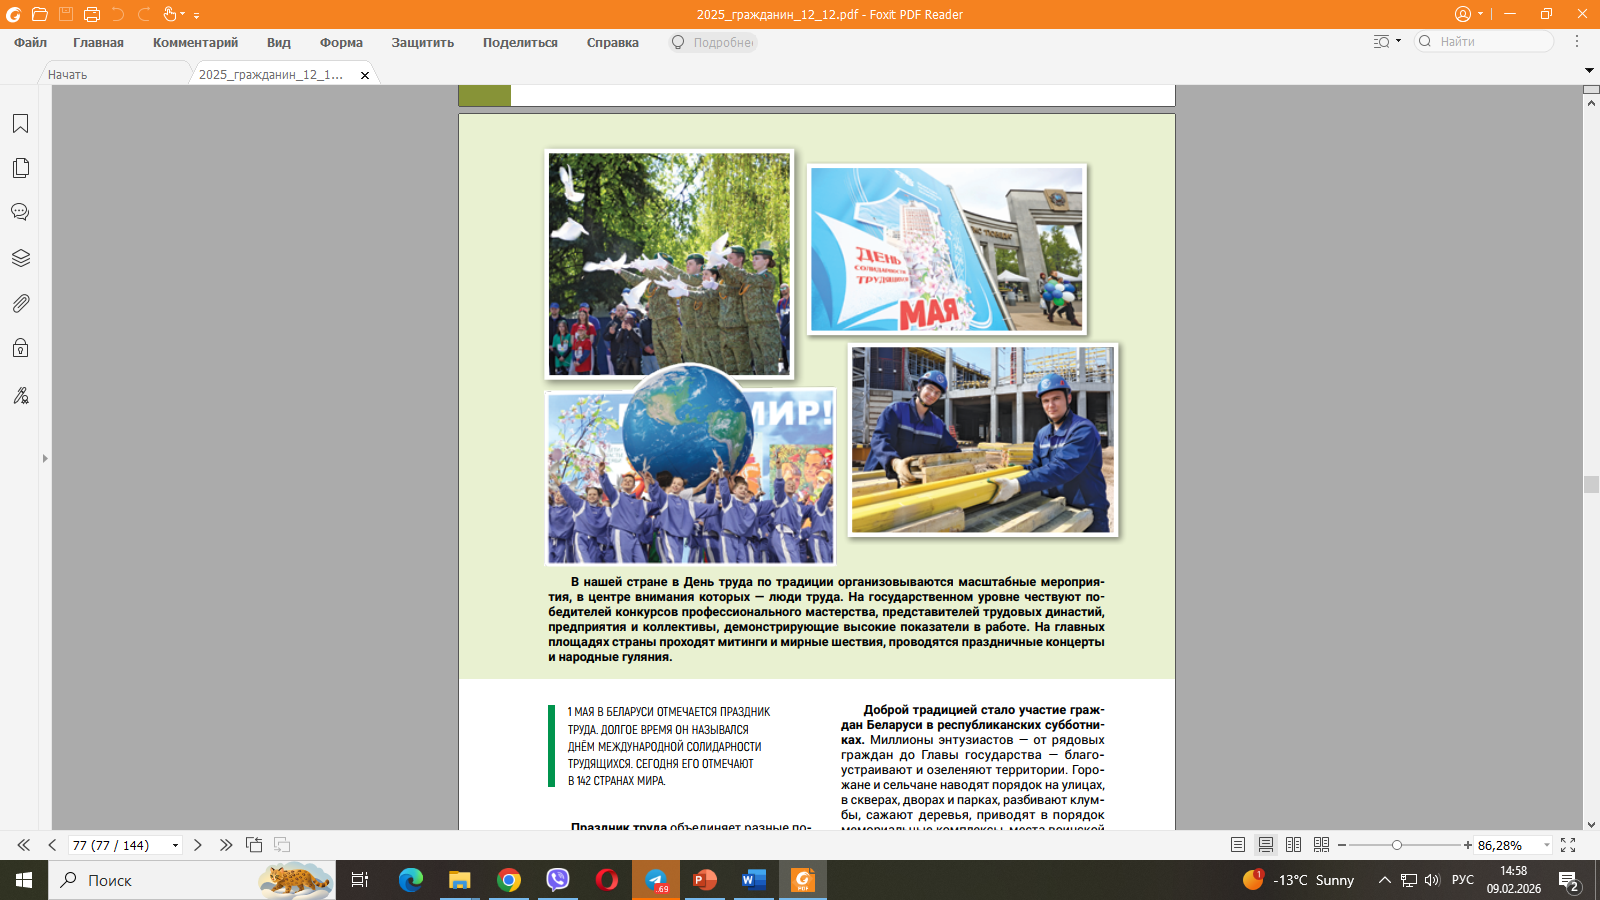 2025_гражданин_12_12.pdf - Foxit PDF Reader
Файл Главная Комментарий Вид Форма Защитить Поделиться Справка Подробнее Найти
Начать 2025_гражданин_12_1...
ДЕНЬ
СОЛИДАРНОСТИ
ТРУДЯЩИХСЯ
МАЯ
МИР!
В нашей стране в День труда по традиции организовываются масштабные мероприя-
тия, в центре внимания которых — люди труда. На государственном уровне чествуют по-
бедителей конкурсов профессионального мастерства, представителей трудовых династий,
предприятия и коллективы, демонстрирующие высокие показатели в работе. На главных
площадях страны проходят митинги и мирные шествия, проводятся праздничные концерты
и народные гуляния.
1 МАЯ В БЕЛАРУСИ ОТМЕЧАЕТСЯ ПРАЗДНИК
ТРУДА. ДОЛГОЕ ВРЕМЯ ОН НАЗЫВАЛСЯ
ДНЁМ МЕЖДУНАРОДНОЙ СОЛИДАРНОСТИ
ТРУДЯЩИХСЯ. СЕГОДНЯ ЕГО ОТМЕЧАЮТ
В 142 СТРАНАХ МИРА.
Праздник труда объединяет разные по-
Доброй традицией стало участие граж-
дан Беларуси в республиканских субботни-
ках. Миллионы энтузиастов — от рядовых
граждан до Главы государства — благо-
устраивают и озеленяют территории. Горо-
жане и сельчане наводят порядок на улицах,
в скверах, дворах и парках, разбивают клум-
бы, сажают деревья, приводят в порядок
мемориальные комплексы, места воинской
77 (77 / 144) 86,28%
Поиск .69 1 -13°C Sunny РУС 14:58
09.02.2026 2